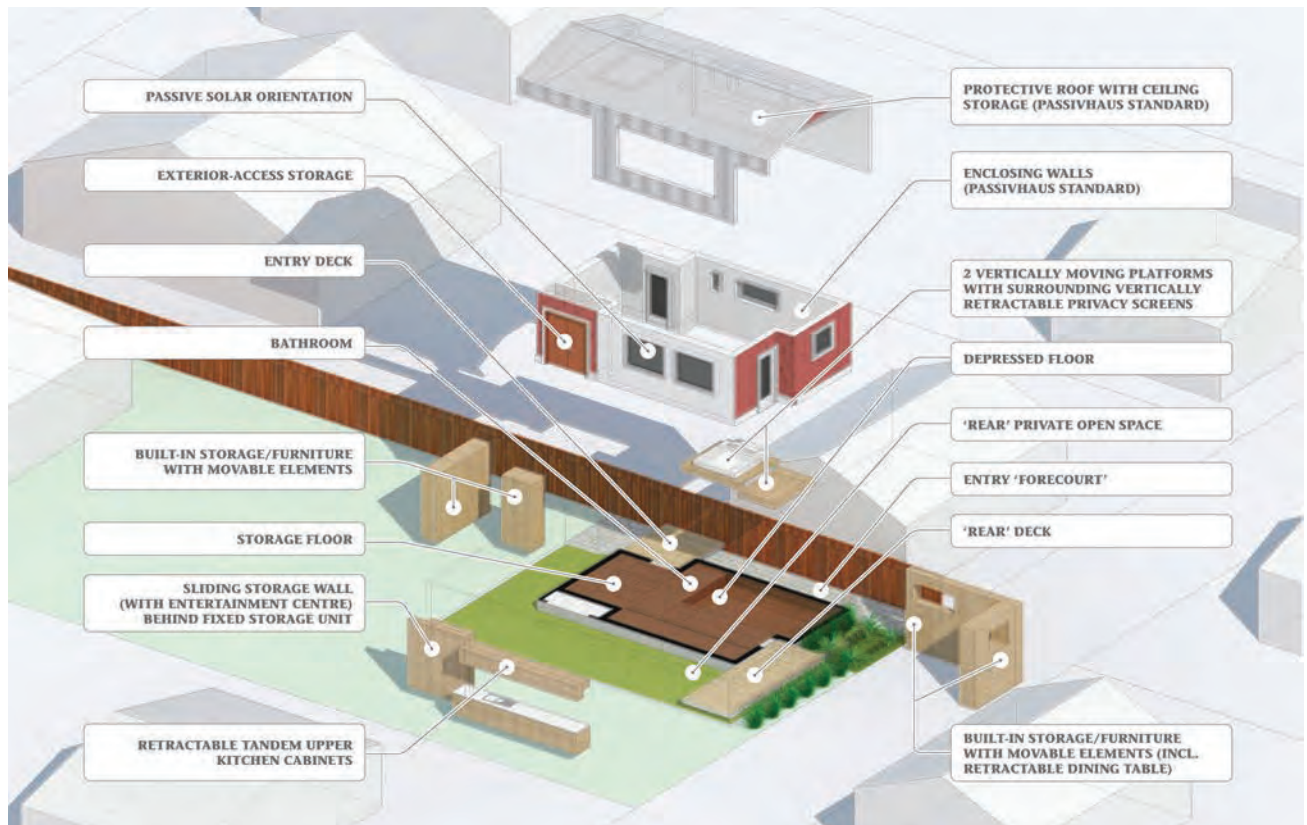 PASSIVE SOLAR ORIENTATION
EXTERIOR-ACCESS STORAGE
ENTRY DECK
BATHROOM
BUILT-IN STORAGE/FURNITURE
WITH MOVABLE ELEMENTS
STORAGE FLOOR
SLIDING STORAGE WALL
(WITH ENTERTAINMENT CENTRE)
BEHIND FIXED STORAGE UNIT
RETRACTABLE TANDEM UPPER
KITCHEN CABINETS
PROTECTIVE ROOF WITH CEILING
STORAGE (PASSIVHAUS STANDARD)
ENCLOSING WALLS
(PASSIVHAUS STANDARD)
2 VERTICALLY MOVING PLATFORMS
WITH SURROUNDING VERTICALLY
RETRACTABLE PRIVACY SCREENS
DEPRESSED FLOOR
‘REAR’ PRIVATE OPEN SPACE
ENTRY ‘FORECOURT’
‘REAR’ DECK
BUILT-IN STORAGE/FURNITURE
WITH MOVABLE ELEMENTS (INCL.
RETRACTABLE DINING TABLE)